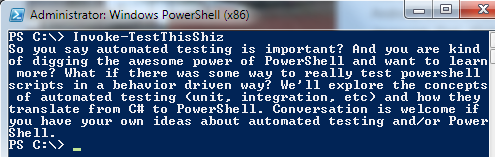 Administrator: Windows PowerShell (x86)
PS C:\> Invoke-TestThisShiz
So you say automated testing is important? And you are kind
of digging the awesome power of PowerShell and want to learn
more? What if there was some way to really test powershell
scripts in a behavior driven way? We'll explore the concepts
of automated testing (unit, integration, etc) and how they
translate from C# to PowerShell. Conversation is welcome if
you have your own ideas about automated testing and/or Power
Shell.
PS C:\>